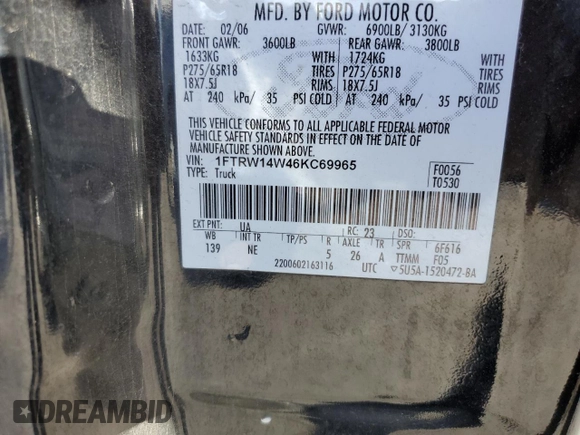 MFD. BY FORD MOTOR CO.
DATE: 02/06 GVWR: 6900LB/ 3130KG
FRONT GAWR: 3600LB REAR GAWR: 3800LB
1633KG WITH 1724KG WITH
P275/65R18 TIRES P275/65R18 TIRES
18X7.5J RIMS 18X7.5J RIMS
AT 240 kPa/ 35 PSI COLD AT 240 kPa/ 35 PSI COLD
THIS VEHICLE CONFORMS TO ALL APPLICABLE FEDERAL MOTOR
VEHICLE SAFETY STANDARDS IN EFFECT ON THE DATE OF
MANUFACTURE SHOWN ABOVE.
VIN: 1FTRW14W46KC69965 F0056
TYPE: Truck T0530
EXT PNT: UA RC: 23 DSO:
WB INT TR TP/PS R AXLE TR SPR 6F616
139 NE 5 26 A TTMM F05
2200602163116 UTC ▽5U5A-1520472-BA
DREAMBID